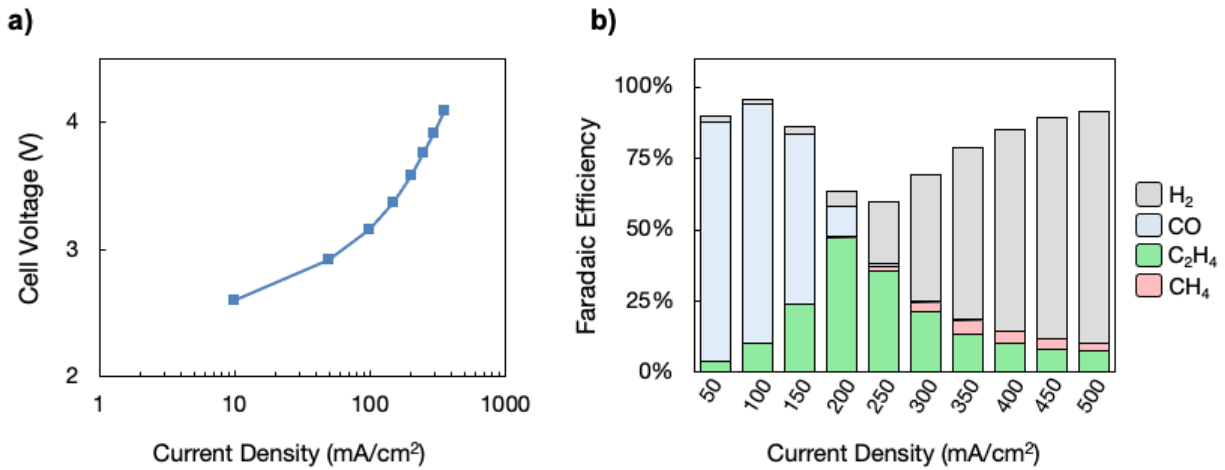 a)
Cell Voltage (V)
4
3
2
1
10
100
1000
Current Density (mA/cm²)
b)
Faradaic Efficiency
100%
75%
50%
25%
0%
50
100
150
200
250
300
350
400
450
500
Current Density (mA/cm²)
H₂
CO
C₂H₄
CH₄